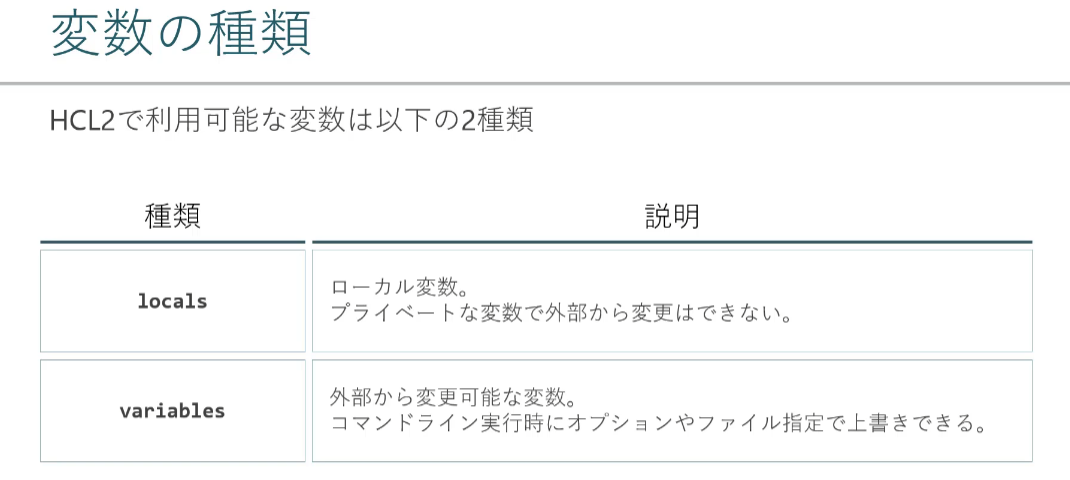 変数の種類
HCL2で利用可能な変数は以下の2種類
種類
説明
locals
ローカル変数。
プライベートな変数で外部から変更はできない。
variables
外部から変更可能な変数。
コマンドライン実行時にオプションやファイル指定で上書きできる。